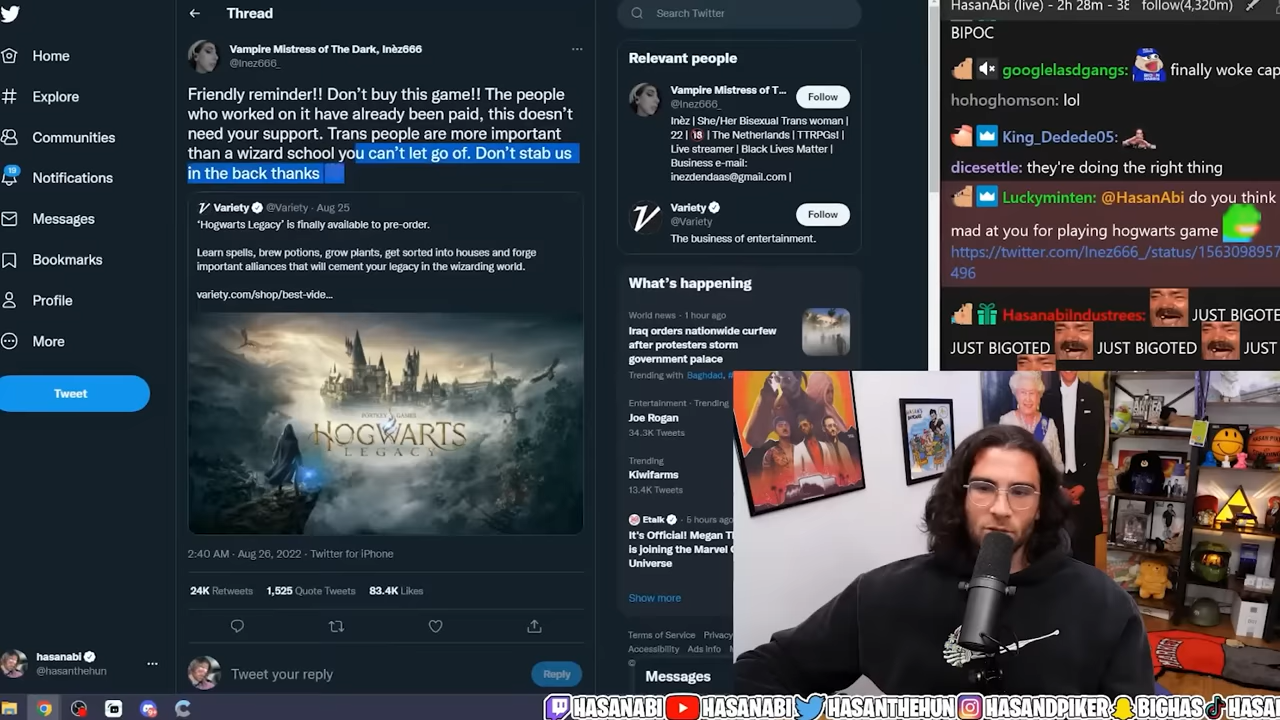 Home
Explore
Communities
19
Notifications
Messages
Bookmarks
Profile
More
Tweet
hasanabi
@hasanthehun
Thread
Vampire Mistress of The Dark, Inèz666
@Inez666_
Friendly reminder!! Don't buy this game!! The people
who worked on it have already been paid, this doesn't
need your support. Trans people are more important
than a wizard school you can't let go of. Don't stab us
in the back thanks
Variety @Variety · Aug 25
'Hogwarts Legacy' is finally available to pre-order.
Learn spells, brew potions, grow plants, get sorted into houses and forge
important alliances that will cement your legacy in the wizarding world.
variety.com/shop/best-vide...
PORTKEY GAMES
HOGWARTS
LEGACY
2:40 AM · Aug 26, 2022 · Twitter for iPhone
24K Retweets 1,525 Quote Tweets 83.4K Likes
Tweet your reply
Reply
Search Twitter
Relevant people
Vampire Mistress of T...
@Inez666_
Follow
Inèz | She/Her Bisexual Trans woman |
22 | 🔞 | The Netherlands | TTRPGs! |
Live streamer | Black Lives Matter |
Business e-mail:
inezdendaas@gmail.com |
Variety
@Variety
Follow
The business of entertainment.
What's happening
World news · 1 hour ago
Iraq orders nationwide curfew
after protesters storm
government palace
Trending with Baghdad, #
Entertainment · Trending
Joe Rogan
34.3K Tweets
Trending
Kiwifarms
13.4K Tweets
Etalk · 5 hours ago
It's Official! Megan T
is joining the Marvel C
Universe
Show more
Terms of Service Privacy
Accessibility Ads info
©
Messages
HasanAbi (live) - 2h 28m - 38 follow(4,320m)
BIPOC
googlelasdgangs: finally woke cap
hohoghomson: lol
King_Dedede05:
dicesettle: they're doing the right thing
Luckyminten: @HasanAbi do you think
mad at you for playing hogwarts game
https://twitter.com/Inez666_/status/1563098957
496
HasanabiIndustrees: JUST BIGOTE
JUST BIGOTED JUST BIGOTED JUST
HASANABI HASANABI HASANTHEHUN HASANDPIKER BIGHAS HASA